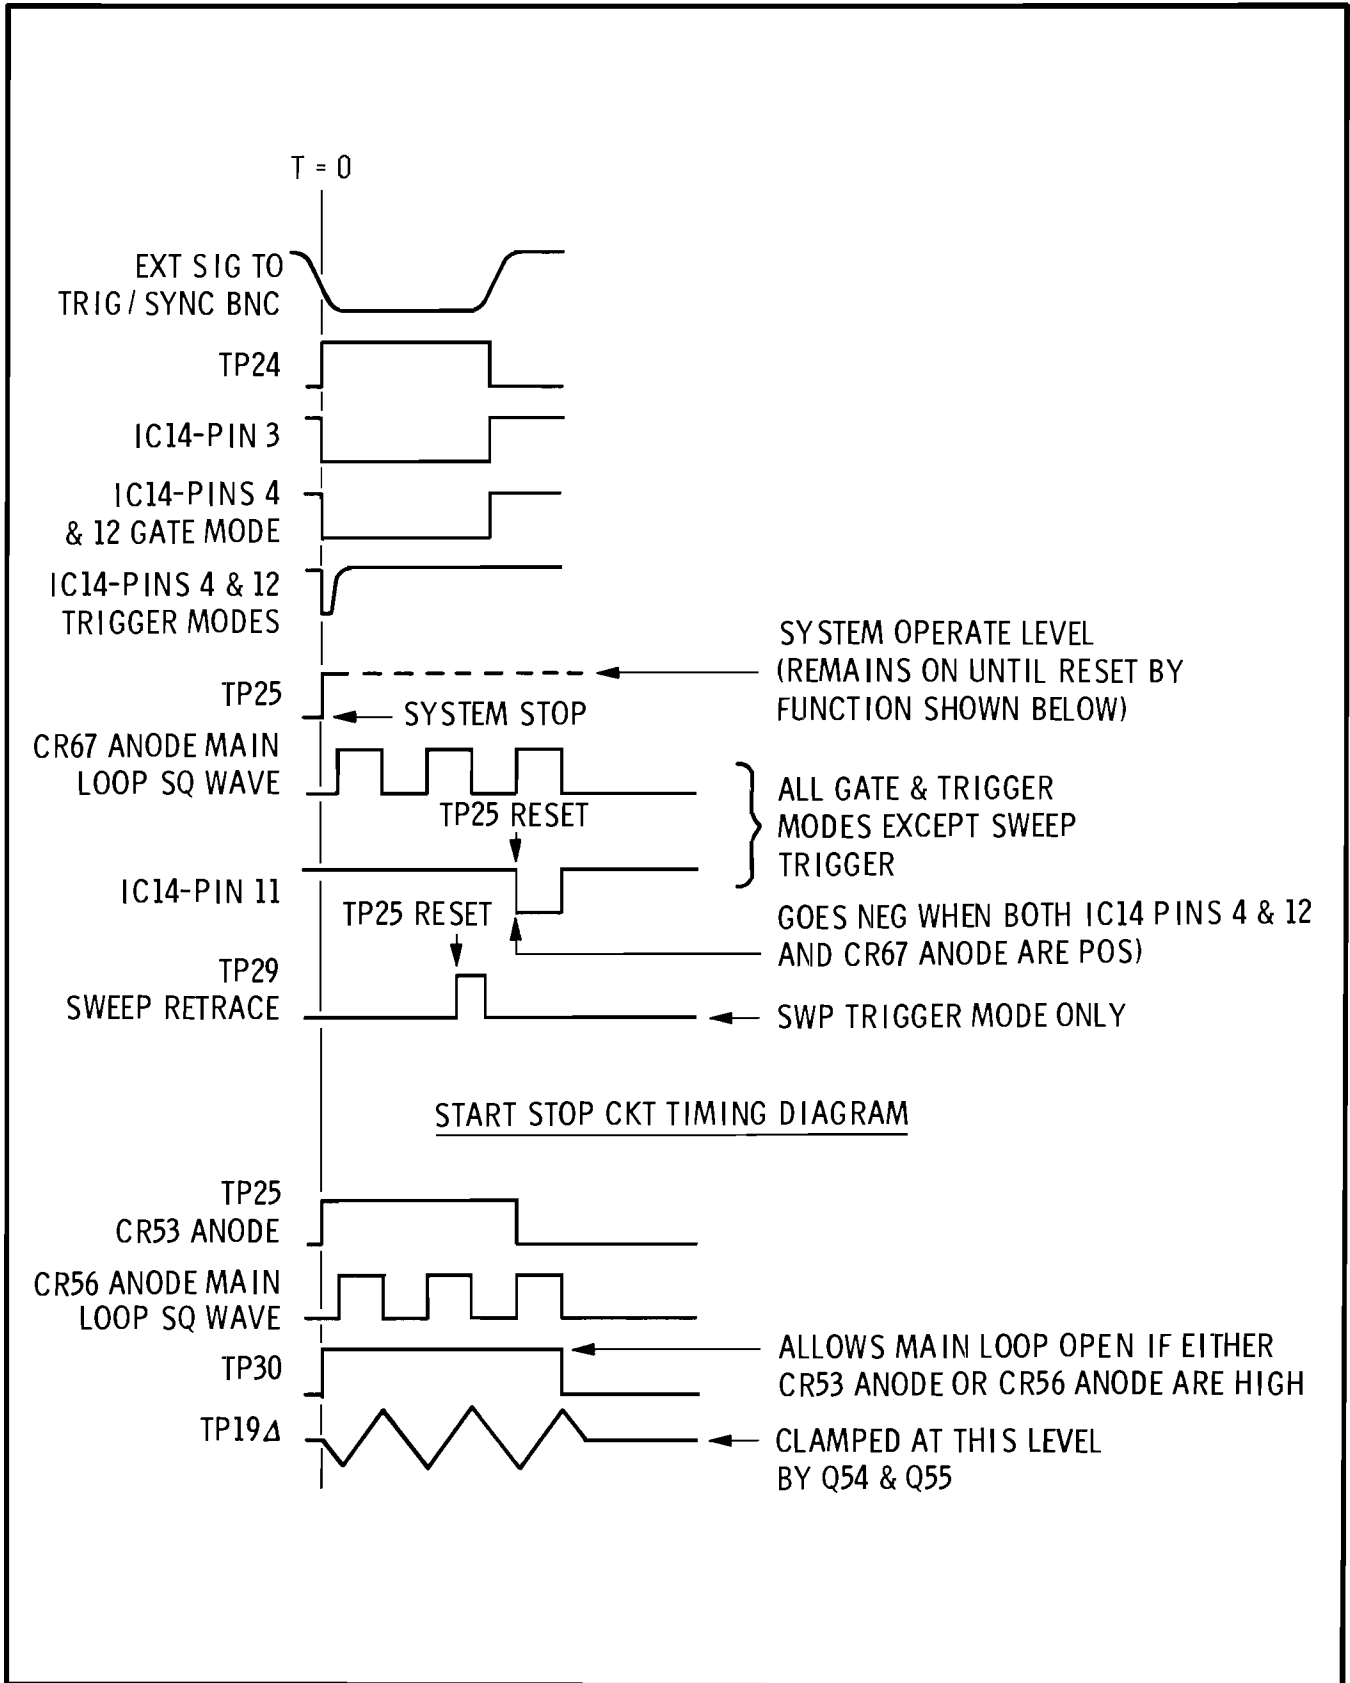 T = 0
EXT SIG TO
TRIG / SYNC BNC
TP24
IC14-PIN 3
IC14-PINS 4
& 12 GATE MODE
IC14-PINS 4 & 12
TRIGGER MODES
SYSTEM OPERATE LEVEL
(REMAINS ON UNTIL RESET BY
FUNCTION SHOWN BELOW)
TP25
SYSTEM STOP
CR67 ANODE MAIN
LOOP SQ WAVE
TP25 RESET
ALL GATE & TRIGGER
MODES EXCEPT SWEEP
TRIGGER
IC14-PIN 11
TP25 RESET
GOES NEG WHEN BOTH IC14 PINS 4 & 12
AND CR67 ANODE ARE POS)
TP29
SWEEP RETRACE
SWP TRIGGER MODE ONLY
START STOP CKT TIMING DIAGRAM
TP25
CR53 ANODE
CR56 ANODE MAIN
LOOP SQ WAVE
TP30
ALLOWS MAIN LOOP OPEN IF EITHER
CR53 ANODE OR CR56 ANODE ARE HIGH
TP19Δ
CLAMPED AT THIS LEVEL
BY Q54 & Q55